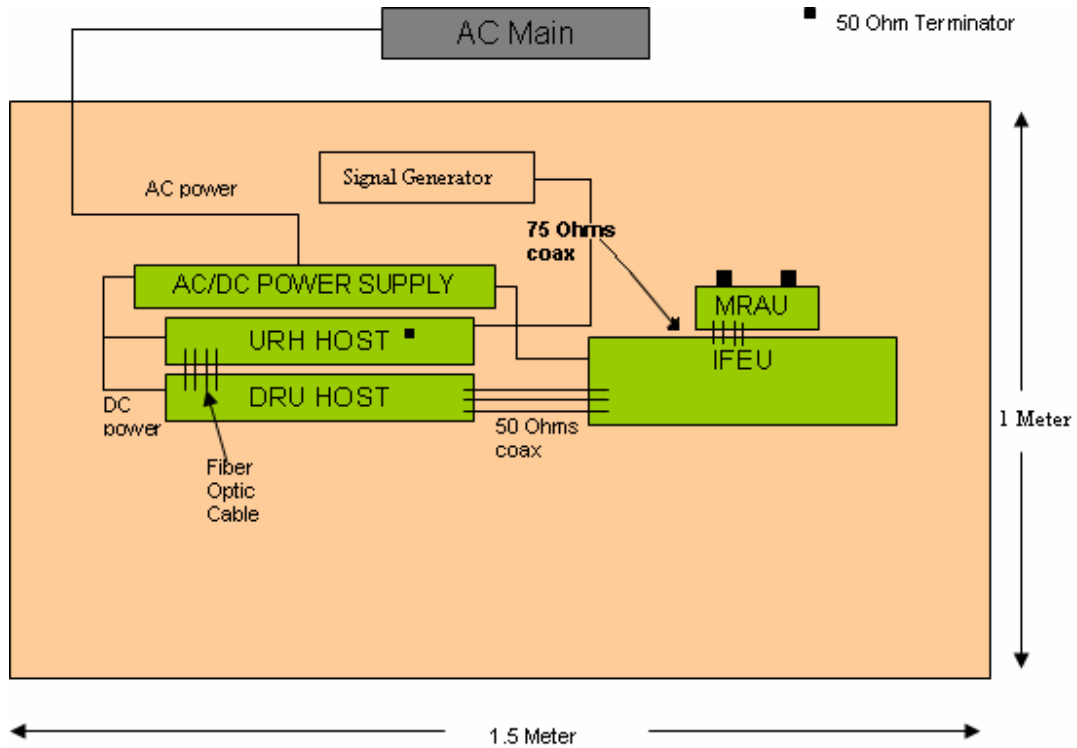 AC Main
50 Ohm Terminator
AC power
Signal Generator
75 Ohms
coax
AC/DC POWER SUPPLY
MRAU
URH HOST
IFEU
DRU HOST
DC
power
50 Ohms
coax
1 Meter
Fiber
Optic
Cable
1.5 Meter